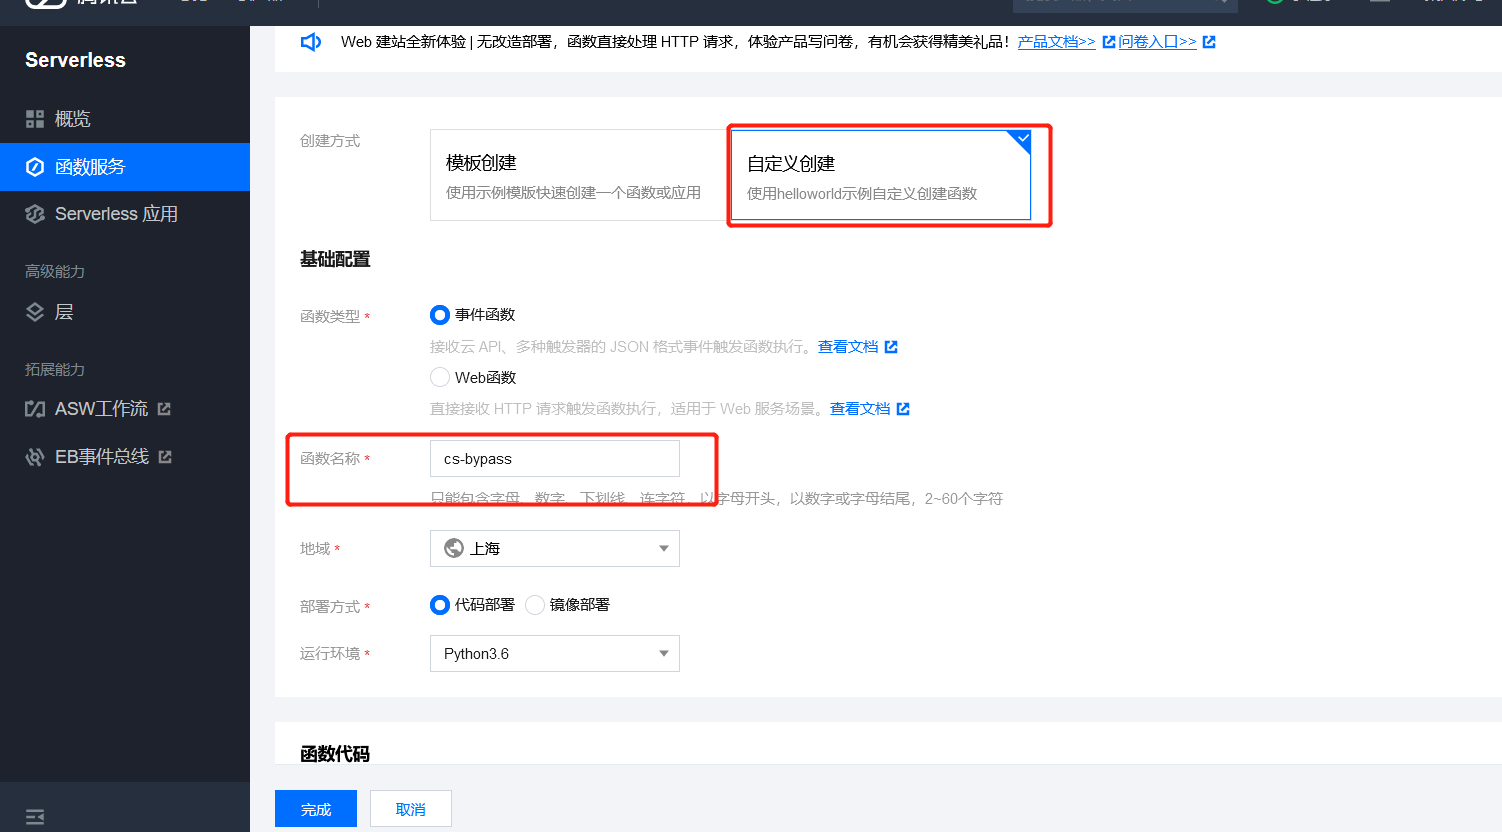 Web 建站全新体验 | 无改造部署，函数直接处理 HTTP 请求，体验产品写问卷，有机会获得精美礼品！产品文档>> 问卷入口>>
Serverless
概览
函数服务
Serverless 应用
高级能力
层
拓展能力
ASW工作流
EB事件总线
创建方式
模板创建
使用示例模版快速创建一个函数或应用
自定义创建
使用helloworld示例自定义创建函数
基础配置
函数类型 *
事件函数
接收云 API、多种触发器的 JSON 格式事件触发函数执行。查看文档
Web函数
直接接收 HTTP 请求触发函数执行，适用于 Web 服务场景。查看文档
函数名称 *
cs-bypass
只能包含字母、数字、下划线、连字符，以字母开头，以数字或字母结尾，2~60个字符
地域 *
上海
部署方式 *
代码部署 镜像部署
运行环境 *
Python3.6
函数代码
完成 取消